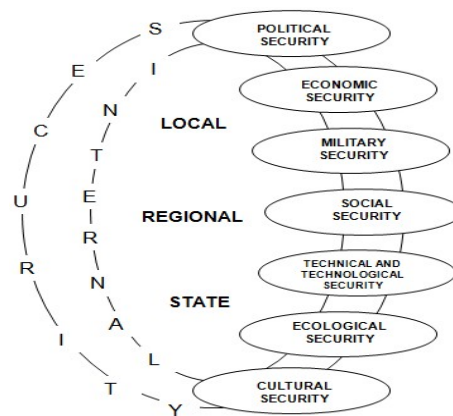 SECURITY
INTERNAL
LOCAL
REGIONAL
STATE
POLITICAL
SECURITY
ECONOMIC
SECURITY
MILITARY
SECURITY
SOCIAL
SECURITY
TECHNICAL AND
TECHNOLOGICAL
SECURITY
ECOLOGICAL
SECURITY
CULTURAL
SECURITY